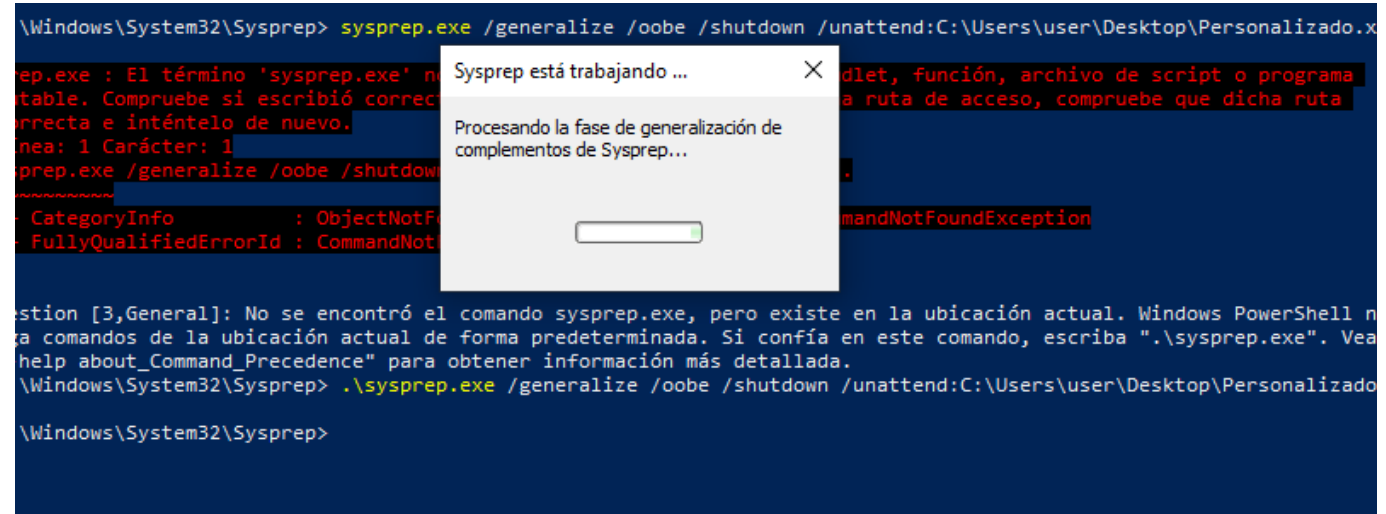 \Windows\System32\Sysprep> sysprep.exe /generalize /oobe /shutdown /unattend:C:\Users\user\Desktop\Personalizado.x
ep.exe : El término 'sysprep.exe' n dlet, función, archivo de script o programa
table. Compruebe si escribió correc a ruta de acceso, compruebe que dicha ruta
rrecta e inténtelo de nuevo.
nea: 1 Carácter: 1
prep.exe /generalize /oobe /shutdow .
~~~~~~~~~
CategoryInfo : ObjectNotF mandNotFoundException
FullyQualifiedErrorId : CommandNot
Sysprep está trabajando ...
Procesando la fase de generalización de
complementos de Sysprep...
estion [3,General]: No se encontró el comando sysprep.exe, pero existe en la ubicación actual. Windows PowerShell n
ga comandos de la ubicación actual de forma predeterminada. Si confía en este comando, escriba ".\sysprep.exe". Vea
help about_Command_Precedence" para obtener información más detallada.
\Windows\System32\Sysprep> .\sysprep.exe /generalize /oobe /shutdown /unattend:C:\Users\user\Desktop\Personalizado
\Windows\System32\Sysprep>